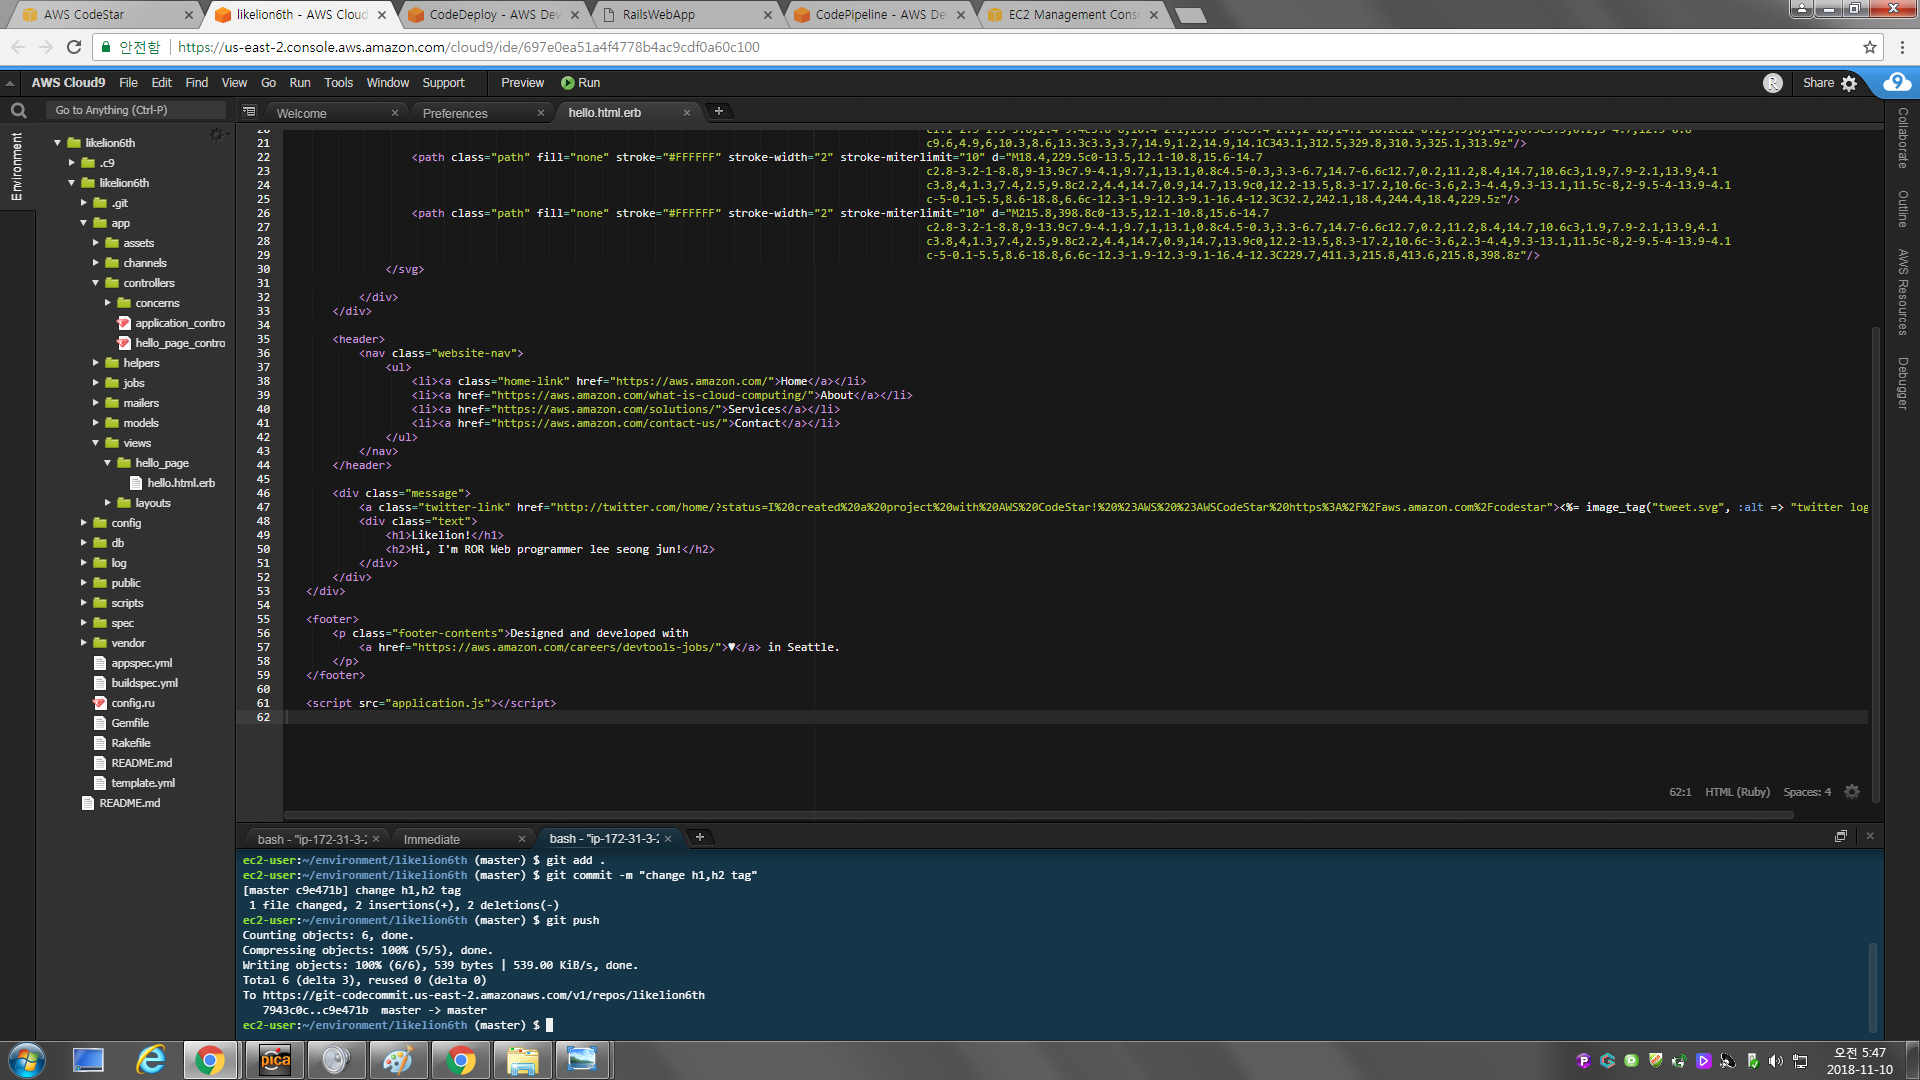 AWS CodeStar
likelion6th - AWS Cloud
CodeDeploy - AWS Dev
RailsWebApp
CodePipeline - AWS De
EC2 Management Cons
안전함
https://us-east-2.console.aws.amazon.com/cloud9/ide/697e0ea51a4f4778b4ac9cdf0a60c100
AWS Cloud9 File Edit Find View Go Run Tools Window Support Preview Run
R Share 9
Go to Anything (Ctrl-P)
Welcome
Preferences
hello.html.erb
Environment
likelion6th
.c9
likelion6th
.git
app
assets
channels
controllers
concerns
application_contro
hello_page_contro
helpers
jobs
mailers
models
views
hello_page
hello.html.erb
layouts
config
db
log
public
scripts
spec
vendor
appspec.yml
buildspec.yml
config.ru
Gemfile
Rakefile
README.md
template.yml
README.md
20
21 c9.6,4.9,6,10.3,8.6,13.3c3.3,3.7,14.9,1.2,14.9,14.1C343.1,312.5,329.8,310.3,325.1,313.9z"/>
22 <path class="path" fill="none" stroke="#FFFFFF" stroke-width="2" stroke-miterlimit="10" d="M18.4,229.5c0-13.5,12.1-10.8,15.6-14.7
23 c2.8-3.2-1-8.8,9-13.9c7.9-4.1,9.7,1,13.1,0.8c4.5-0.3,3.3-6.7,14.7-6.6c12.7,0.2,11.2,8.4,14.7,10.6c3,1.9,7.9-2.1,13.9,4.1
24 c3.8,4,1.3,7.4,2.5,9.8c2.2,4.4,14.7,0.9,14.7,13.9c0,12.2-13.5,8.3-17.2,10.6c-3.6,2.3-4.4,9.3-13.1,11.5c-8,2-9.5-4-13.9-4.1
25 c-5-0.1-5.5,8.6-18.8,6.6c-12.3-1.9-12.3-9.1-16.4-12.3C32.2,242.1,18.4,244.4,18.4,229.5z"/>
26 <path class="path" fill="none" stroke="#FFFFFF" stroke-width="2" stroke-miterlimit="10" d="M215.8,398.8c0-13.5,12.1-10.8,15.6-14.7
27 c2.8-3.2-1-8.8,9-13.9c7.9-4.1,9.7,1,13.1,0.8c4.5-0.3,3.3-6.7,14.7-6.6c12.7,0.2,11.2,8.4,14.7,10.6c3,1.9,7.9-2.1,13.9,4.1
28 c3.8,4,1.3,7.4,2.5,9.8c2.2,4.4,14.7,0.9,14.7,13.9c0,12.2-13.5,8.3-17.2,10.6c-3.6,2.3-4.4,9.3-13.1,11.5c-8,2-9.5-4-13.9-4.1
29 c-5-0.1-5.5,8.6-18.8,6.6c-12.3-1.9-12.3-9.1-16.4-12.3C229.7,411.3,215.8,413.6,215.8,398.8z"/>
30 </svg>
31
32 </div>
33 </div>
34
35 <header>
36 <nav class="website-nav">
37 <ul>
38 <li><a class="home-link" href="https://aws.amazon.com/">Home</a></li>
39 <li><a href="https://aws.amazon.com/what-is-cloud-computing/">About</a></li>
40 <li><a href="https://aws.amazon.com/solutions/">Services</a></li>
41 <li><a href="https://aws.amazon.com/contact-us/">Contact</a></li>
42 </ul>
43 </nav>
44 </header>
45
46 <div class="message">
47 <a class="twitter-link" href="http://twitter.com/home/?status=I%20created%20a%20project%20with%20AWS%20CodeStar!%20%23AWS%20%23AWSCodeStar%20https%3A%2F%2Faws.amazon.com%2Fcodestar"><%= image_tag("tweet.svg", :alt => "twitter log
48 <div class="text">
49 <h1>Likelion!</h1>
50 <h2>Hi, I'm ROR Web programmer lee seong jun!</h2>
51 </div>
52 </div>
53 </div>
54
55 <footer>
56 <p class="footer-contents">Designed and developed with
57 <a href="https://aws.amazon.com/careers/devtools-jobs/">♥</a> in Seattle.
58 </p>
59 </footer>
60
61 <script src="application.js"></script>
62
62:1 HTML (Ruby) Spaces: 4
Collaborate
Outline
AWS Resources
Debugger
bash - "ip-172-31-3-2
Immediate
bash - "ip-172-31-3-2
ec2-user:~/environment/likelion6th (master) $ git add .
ec2-user:~/environment/likelion6th (master) $ git commit -m "change h1,h2 tag"
[master c9e471b] change h1,h2 tag
1 file changed, 2 insertions(+), 2 deletions(-)
ec2-user:~/environment/likelion6th (master) $ git push
Counting objects: 6, done.
Compressing objects: 100% (5/5), done.
Writing objects: 100% (6/6), 539 bytes | 539.00 KiB/s, done.
Total 6 (delta 3), reused 0 (delta 0)
To https://git-codecommit.us-east-2.amazonaws.com/v1/repos/likelion6th
7943c0c..c9e471b master -> master
ec2-user:~/environment/likelion6th (master) $
pica
오전 5:47
2018-11-10